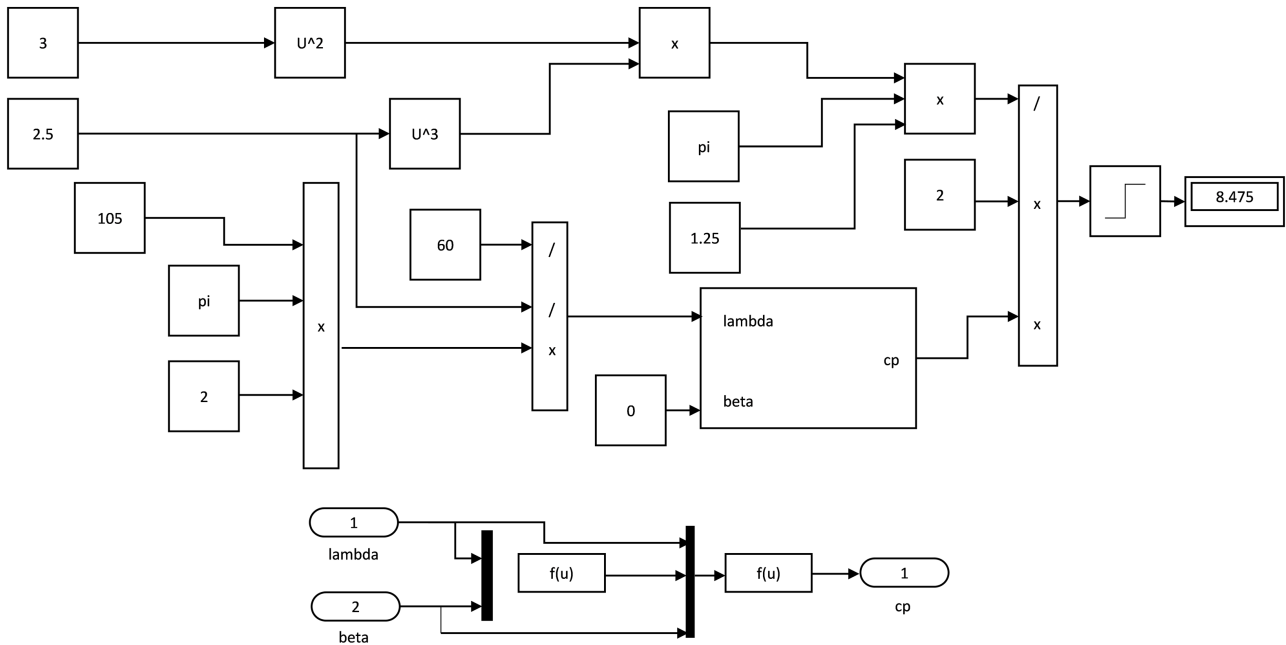 3
U^2
x
2.5
U^3
pi
x
/
105
60
1.25
2
x
8.475
pi
/
/
x
x
lambda
cp
x
2
0
beta
1
lambda
f(u)
f(u)
1
cp
2
beta